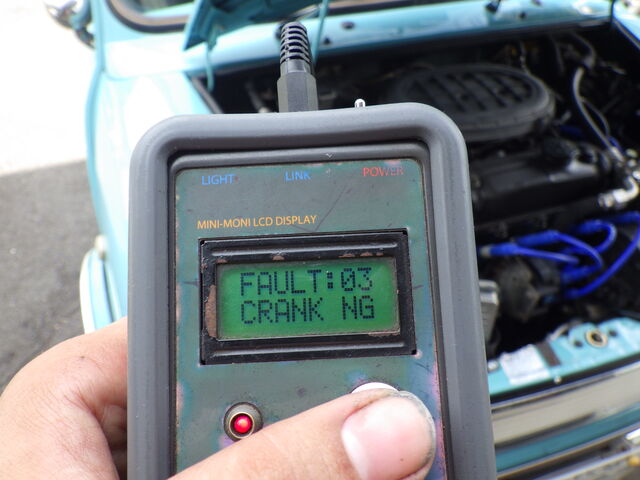 LIGHT LINK POWER
MINI-MONI LCD DISPLAY
FAULT:03
CRANK NG